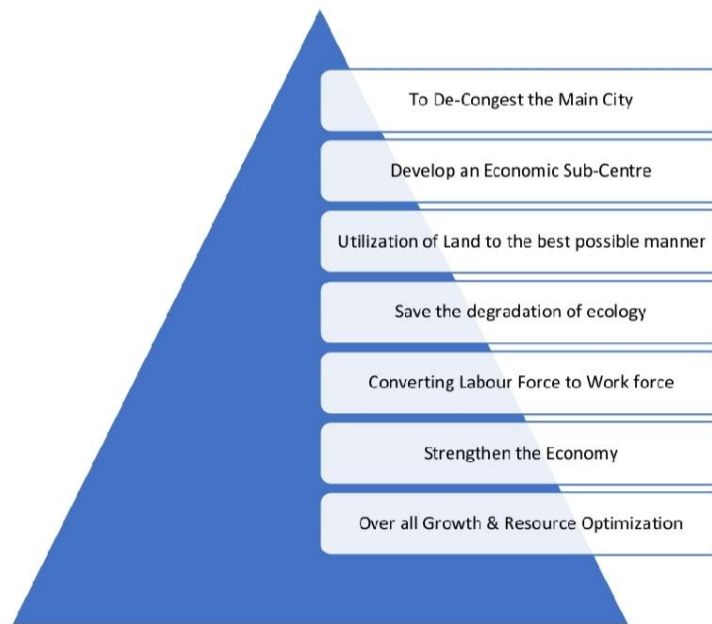 To De-Congest the Main City
Develop an Economic Sub-Centre
Utilization of Land to the best possible manner
Save the degradation of ecology
Converting Labour Force to Work force
Strengthen the Economy
Over all Growth & Resource Optimization